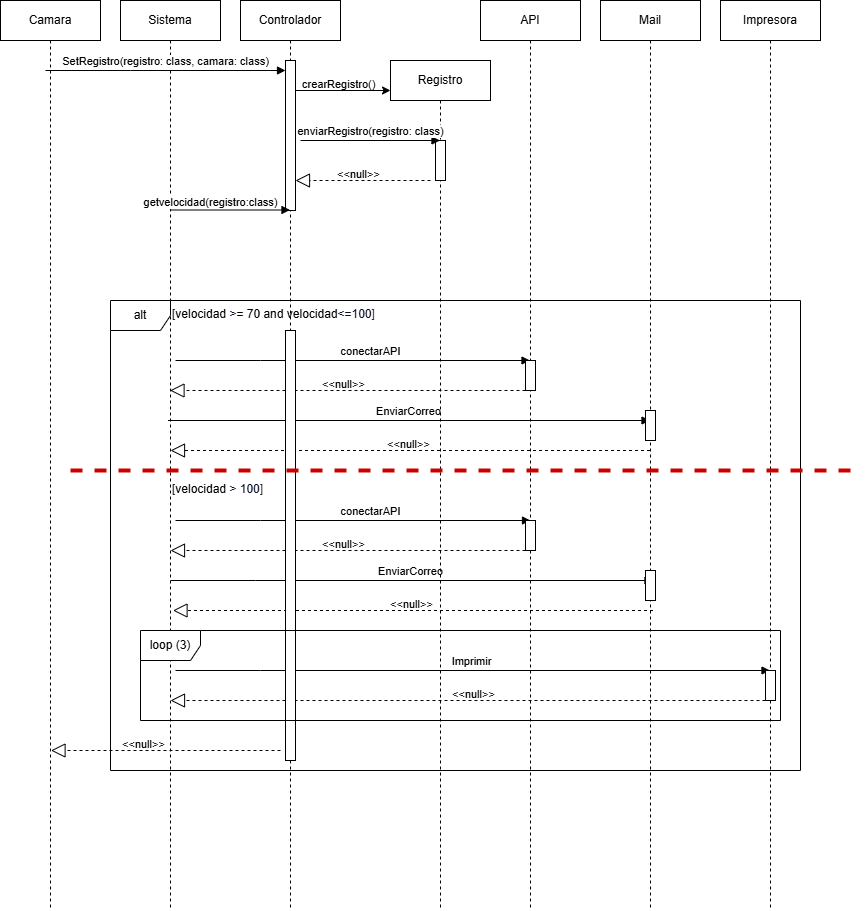 Camara
Sistema
Controlador
API
Mail
Impresora
SetRegistro(registro: class, camara: class)
crearRegistro()
Registro
enviarRegistro(registro: class)
<<null>>
getvelocidad(registro:class)
alt
[velocidad >= 70 and velocidad<=100]
conectarAPI
<<null>>
EnviarCorreo
<<null>>
[velocidad > 100]
conectarAPI
<<null>>
EnviarCorreo
<<null>>
loop (3)
Imprimir
<<null>>
<<null>>